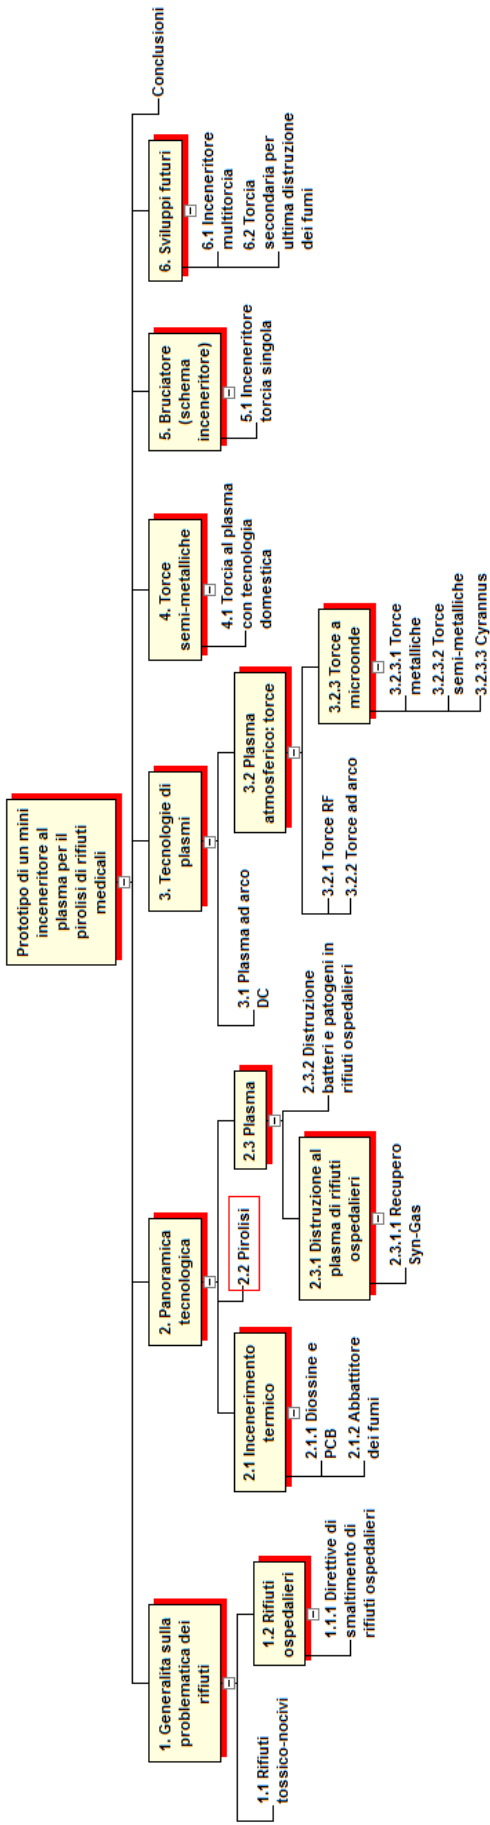 Prototipo di un mini
inceneritore al
plasma per il
pirolisi di rifiuti
medicali
1. Generalita sulla
problematica dei
rifiuti
1.1 Rifiuti
tossico-nocivi
1.2 Rifiuti
ospedalieri
1.1.1 Direttive di
smaltimento di
rifiuti ospedalieri
2. Panoramica
tecnologica
2.1 Incenerimento
termico
2.1.1 Diossine e
PCB
2.1.2 Abbattitore
dei fumi
2.2 Pirolisi
2.3 Plasma
2.3.1 Distruzione al
plasma di rifiuti
ospedalieri
2.3.1.1 Recupero
Syn-Gas
2.3.2 Distruzione
batteri e patogeni in
rifiuti ospedalieri
3. Tecnologie di
plasmi
3.1 Plasma ad arco
DC
3.2 Plasma
atmosferico: torce
3.2.1 Torce RF
3.2.2 Torce ad arco
3.2.3 Torce a
microonde
3.2.3.1 Torce
metalliche
3.2.3.2 Torce
semi-metalliche
3.2.3.3 Cyrannus
4. Torce
semi-metalliche
4.1 Torcia al plasma
con tecnologia
domestica
5. Bruciatore
(schema
inceneritore)
5.1 Inceneritore
torcia singola
6. Sviluppi futuri
6.1 Inceneritore
multitorcia
6.2 Torcia
secondaria per
ultima distruzione
dei fumi
Conclusioni